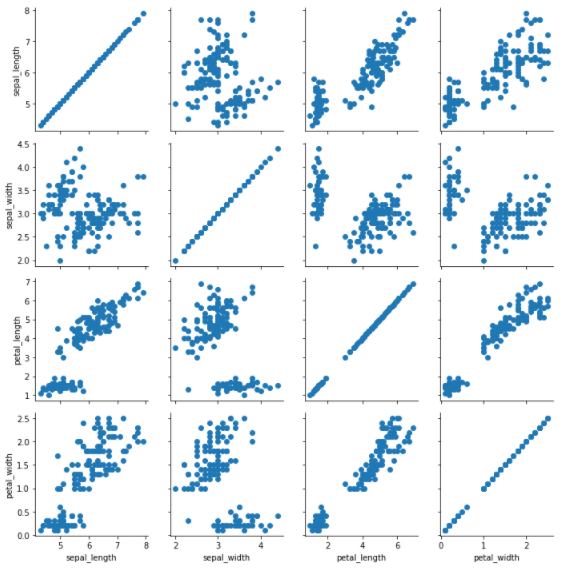 8
7
6
5
sepal_length
4.5
4.0
3.5
3.0
2.5
2.0
sepal_width
7
6
5
4
3
2
1
petal_length
2.5
2.0
1.5
1.0
0.5
0.0
petal_width
5 6 7 8
sepal_length
2 3 4
sepal_width
2 4 6
petal_length
0 1 2
petal_width